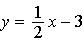 y = 1/2 x − 3